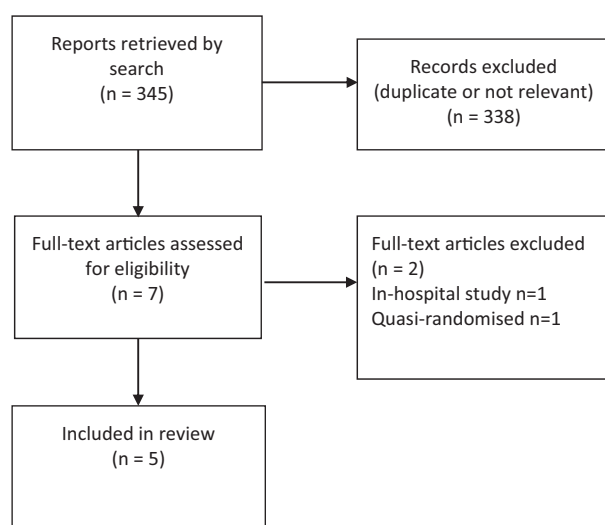 Reports retrieved by
search
(n = 345)
Records excluded
(duplicate or not relevant)
(n = 338)
Full-text articles assessed
for eligibility
(n = 7)
Full-text articles excluded
(n = 2)
In-hospital study n=1
Quasi-randomised n=1
Included in review
(n = 5)